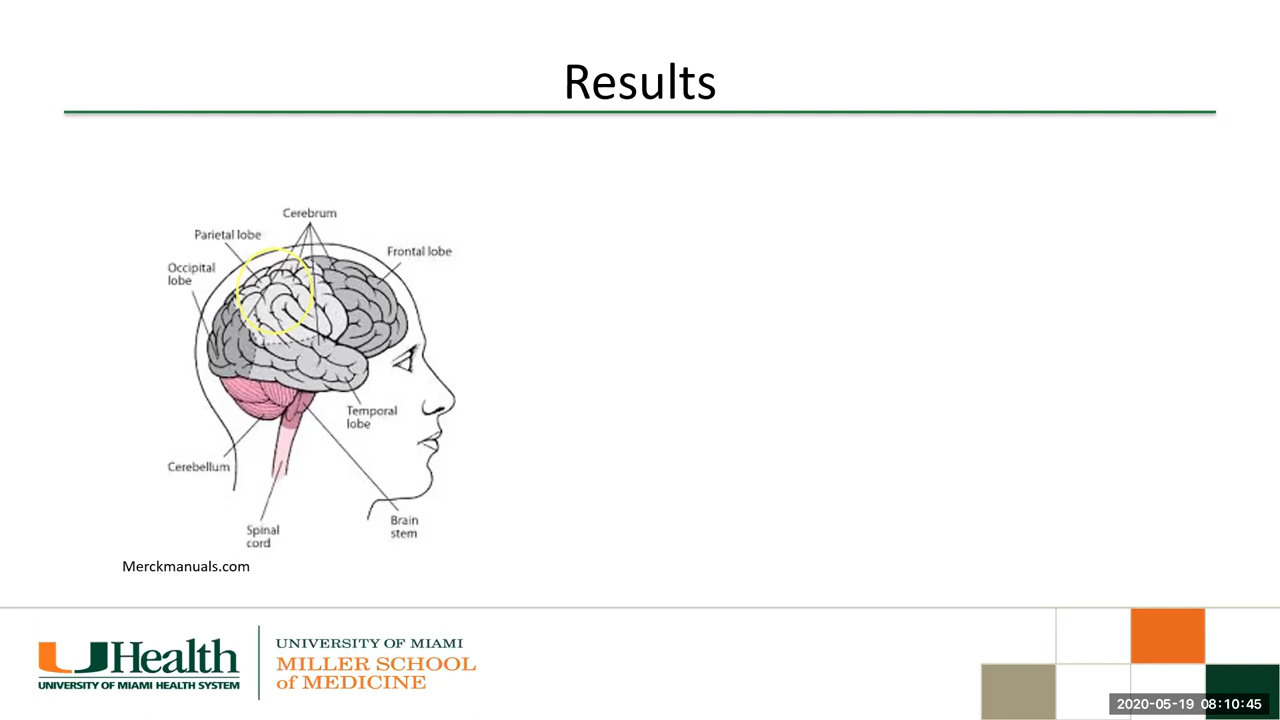 Results
Cerebrum
Parietal lobe
Frontal lobe
Occipital
lobe
Temporal
lobe
Cerebellum
Spinal
cord
Brain
stem
Merckmanuals.com
UHealth
UNIVERSITY OF MIAMI HEALTH SYSTEM
UNIVERSITY OF MIAMI
MILLER SCHOOL
of MEDICINE
2020-05-19 08:10:45